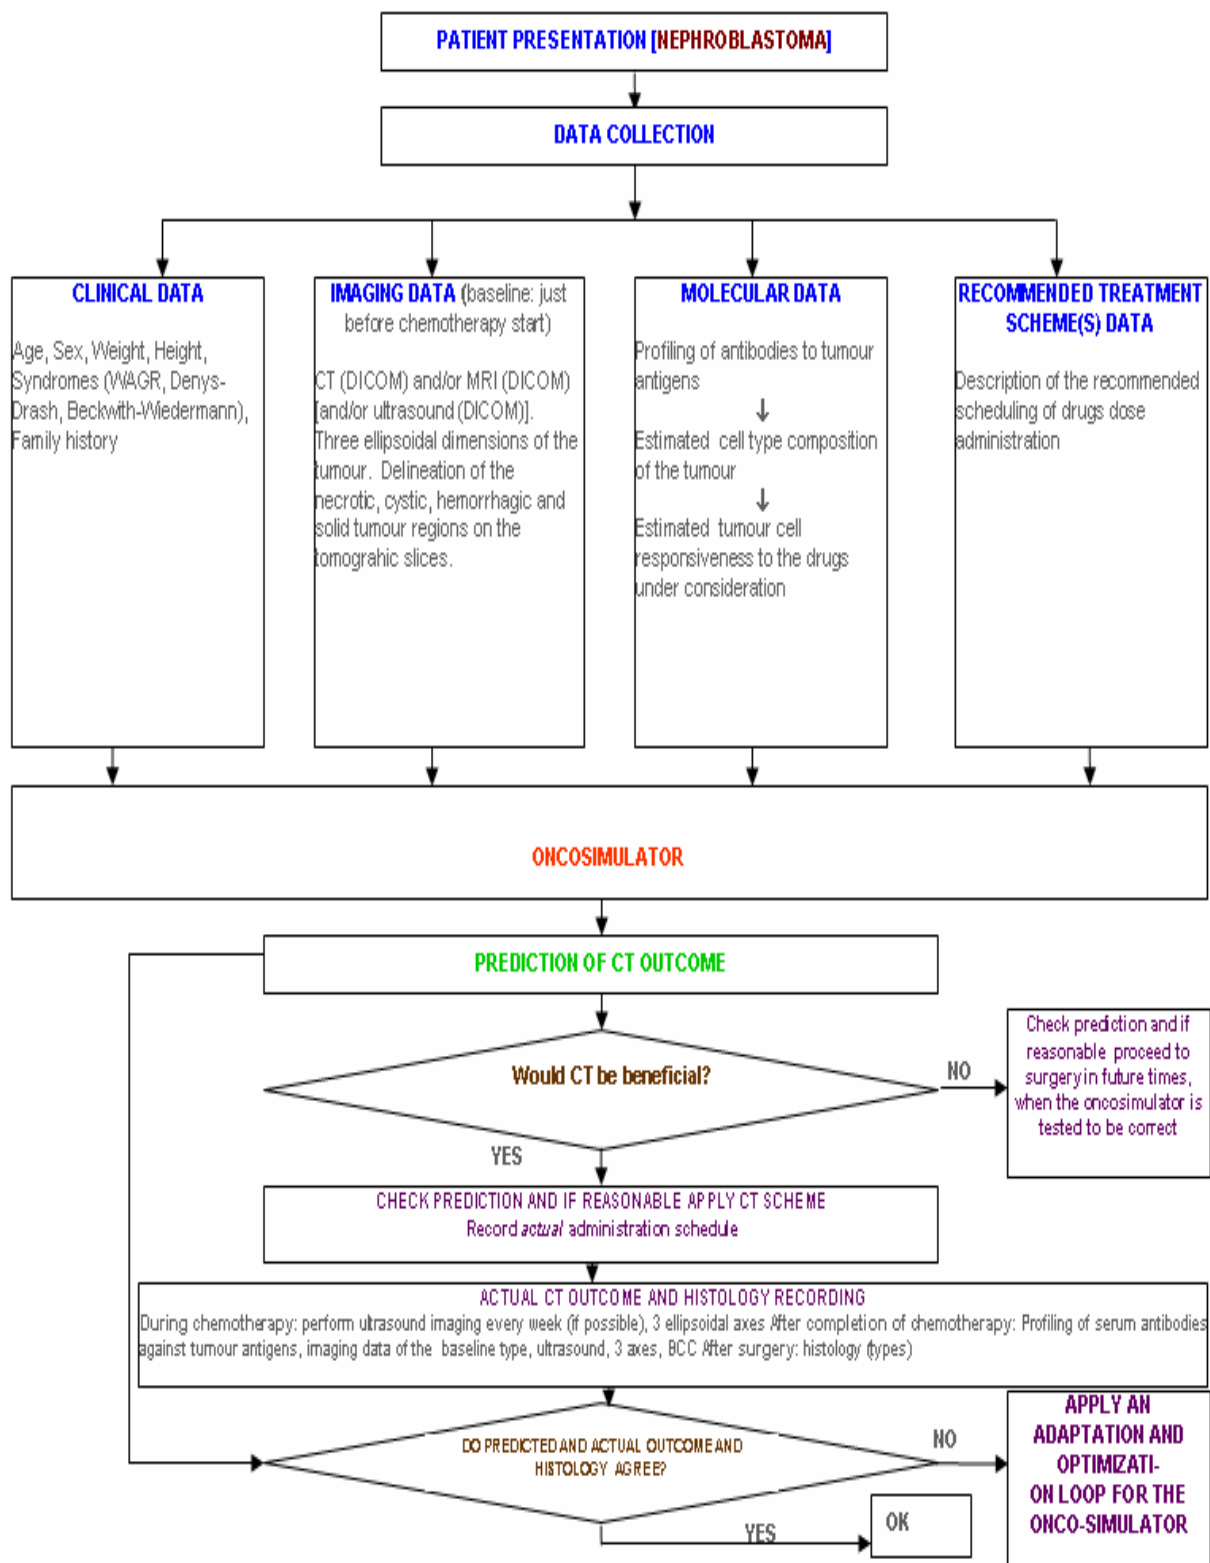 PATIENT PRESENTATION [NEPHROBLASTOMA]
DATA COLLECTION
CLINICAL DATA
Age, Sex, Weight, Height,
Syndromes (WAGR, Denys-
Drash, Beckwith-Wiedermann),
Family history
IMAGING DATA (baseline: just
before chemotherapy start)
CT (DICOM) and/or MRI (DICOM)
[and/or ultrasound (DICOM)].
Three ellipsoidal dimensions of the
tumour. Delineation of the
necrotic, cystic, hemorrhagic and
solid tumour regions on the
tomograhic slices.
MOLECULAR DATA
Profiling of antibodies to tumour
antigens
↓
Estimated cell type composition
of the tumour
↓
Estimated tumour cell
responsiveness to the drugs
under consideration
RECOMMENDED TREATMENT
SCHEME(S) DATA
Description of the recommended
scheduling of drugs dose
administration
ONCOSIMULATOR
PREDICTION OF CT OUTCOME
Would CT be beneficial?
NO
Check prediction and if
reasonable proceed to
surgery in future times,
when the oncosimulator is
tested to be correct
YES
CHECK PREDICTION AND IF REASONABLE APPLY CT SCHEME
Record actual administration schedule
ACTUAL CT OUTCOME AND HISTOLOGY RECORDING
During chemotherapy: perform ultrasound imaging every week (if possible), 3 ellipsoidal axes After completion of chemotherapy: Profiling of serum antibodies
against tumour antigens, imaging data of the baseline type, ultrasound, 3 axes, BCC After surgery: histology (types)
DO PREDICTED AND ACTUAL OUTCOME AND
HISTOLOGY AGREE?
NO
APPLY AN
ADAPTATION AND
OPTIMIZATI-
ON LOOP FOR THE
ONCO-SIMULATOR
YES
OK